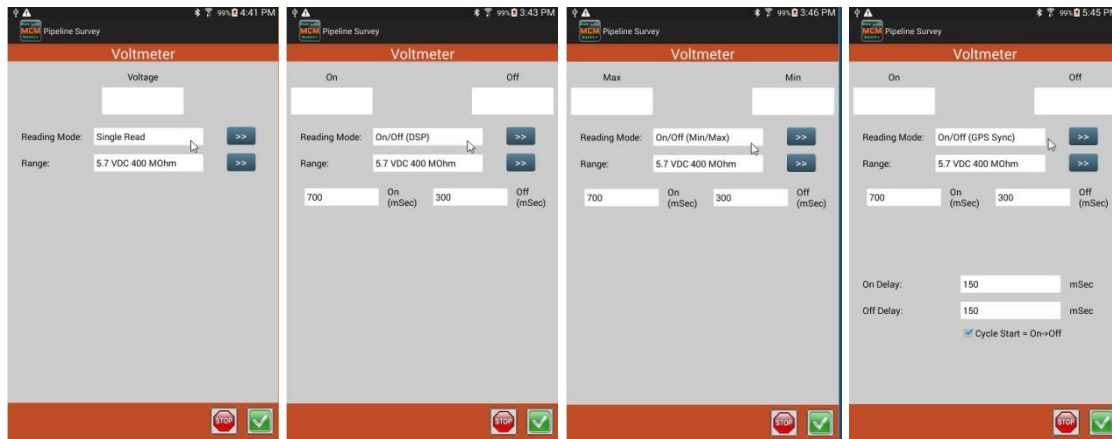 99% 4:41 PM
MCM Pipeline Survey
Voltmeter
Voltage
Reading Mode: Single Read >>
Range: 5.7 VDC 400 MOhm >>
STOP
99% 3:43 PM
MCM Pipeline Survey
Voltmeter
On Off
Reading Mode: On/Off (DSP) >>
Range: 5.7 VDC 400 MOhm >>
700 On (mSec) 300 Off (mSec)
STOP
99% 3:46 PM
MCM Pipeline Survey
Voltmeter
Max Min
Reading Mode: On/Off (Min/Max) >>
Range: 5.7 VDC 400 MOhm >>
700 On (mSec) 300 Off (mSec)
STOP
99% 5:45 PM
MCM Pipeline Survey
Voltmeter
On Off
Reading Mode: On/Off (GPS Sync) >>
Range: 5.7 VDC 400 MOhm >>
700 On (mSec) 300 Off (mSec)
On Delay: 150 mSec
Off Delay: 150 mSec
Cycle Start = On->Off
STOP